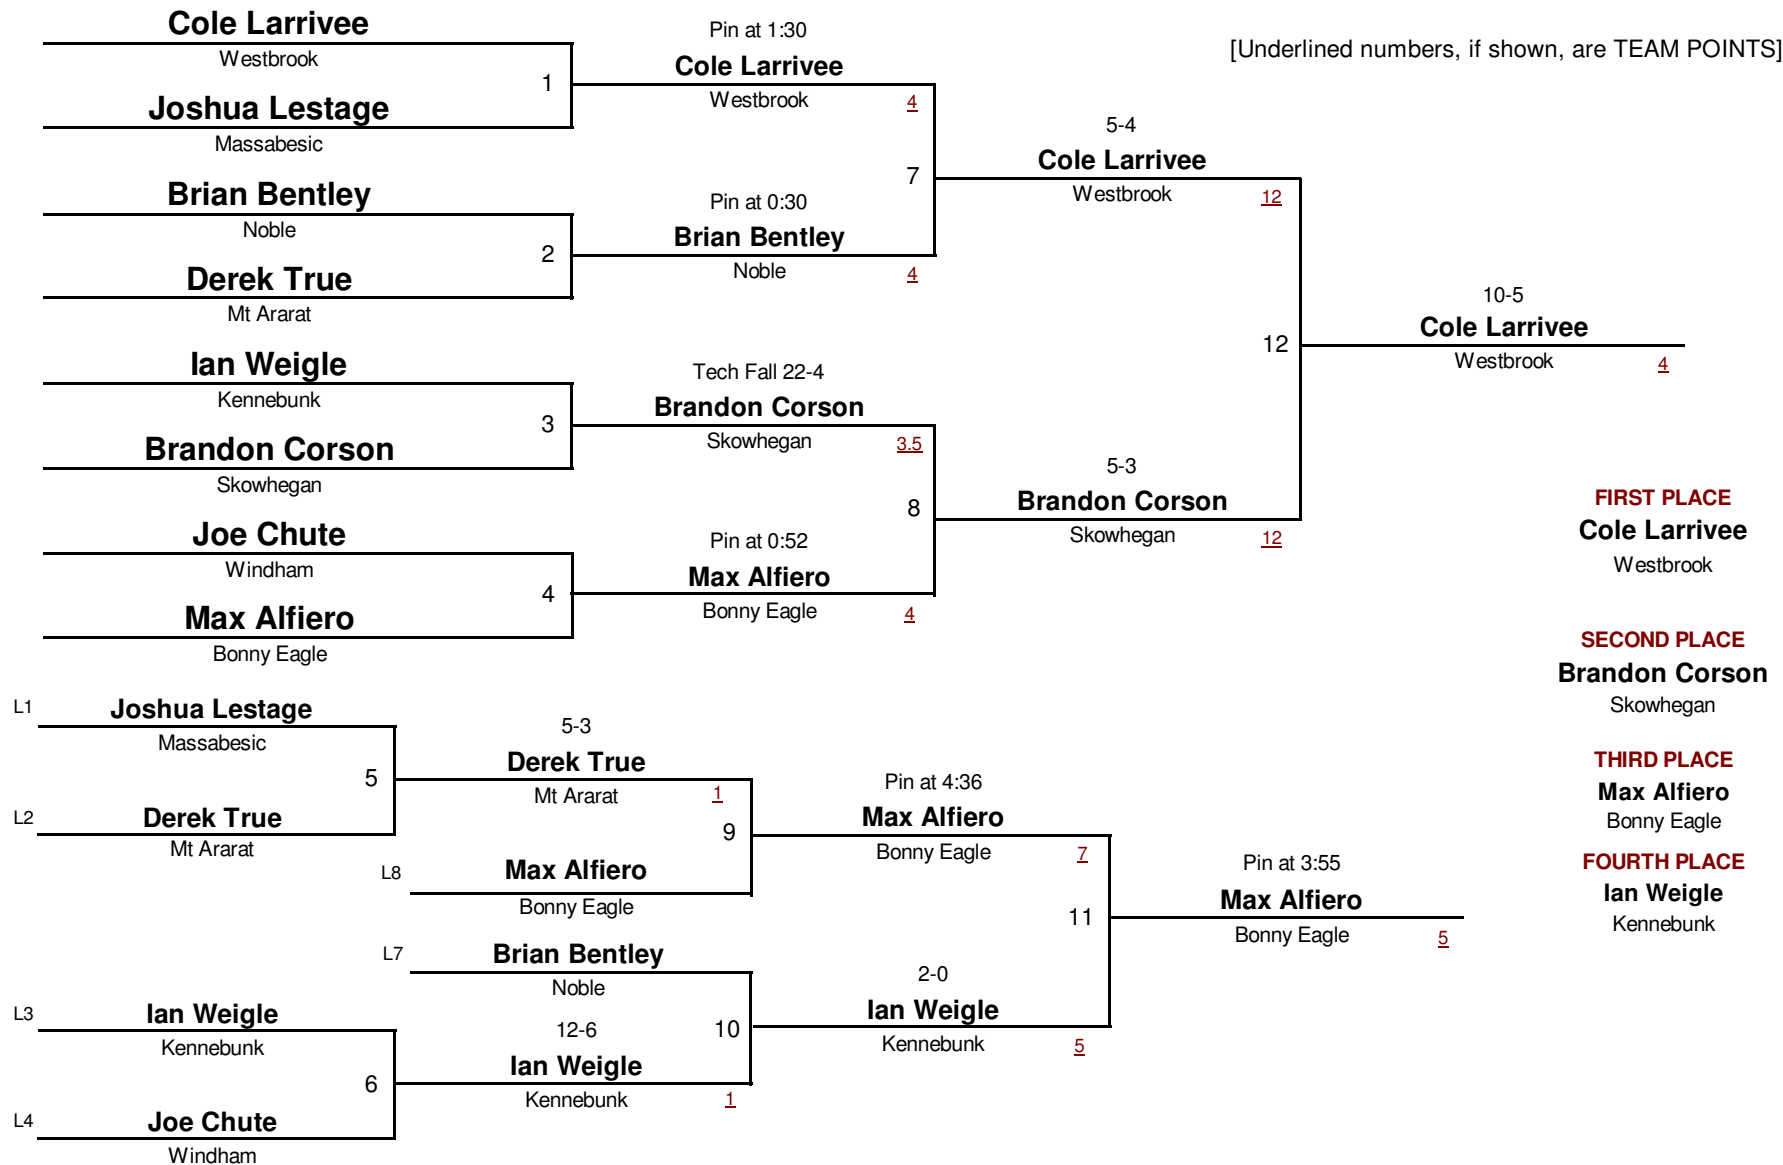 [Underlined numbers, if shown, are TEAM POINTS]
Cole Larrivee
Westbrook
1
Joshua Lestage
Massabesic
Brian Bentley
Noble
2
Derek True
Mt Ararat
Ian Weigle
Kennebunk
3
Brandon Corson
Skowhegan
Joe Chute
Windham
4
Max Alfiero
Bonny Eagle
Pin at 1:30
Cole Larrivee
Westbrook
4
7
Pin at 0:30
Brian Bentley
Noble
4
Tech Fall 22-4
Brandon Corson
Skowhegan
3.5
8
Pin at 0:52
Max Alfiero
Bonny Eagle
4
5-4
Cole Larrivee
Westbrook
12
12
5-3
Brandon Corson
Skowhegan
12
10-5
Cole Larrivee
Westbrook
4
L1
Joshua Lestage
Massabesic
5
L2
Derek True
Mt Ararat
L3
Ian Weigle
Kennebunk
6
L4
Joe Chute
Windham
5-3
Derek True
Mt Ararat
1
9
L8
Max Alfiero
Bonny Eagle
L7
Brian Bentley
Noble
10
12-6
Ian Weigle
Kennebunk
1
Pin at 4:36
Max Alfiero
Bonny Eagle
7
11
2-0
Ian Weigle
Kennebunk
5
Pin at 3:55
Max Alfiero
Bonny Eagle
5
FIRST PLACE
Cole Larrivee
Westbrook
SECOND PLACE
Brandon Corson
Skowhegan
THIRD PLACE
Max Alfiero
Bonny Eagle
FOURTH PLACE
Ian Weigle
Kennebunk